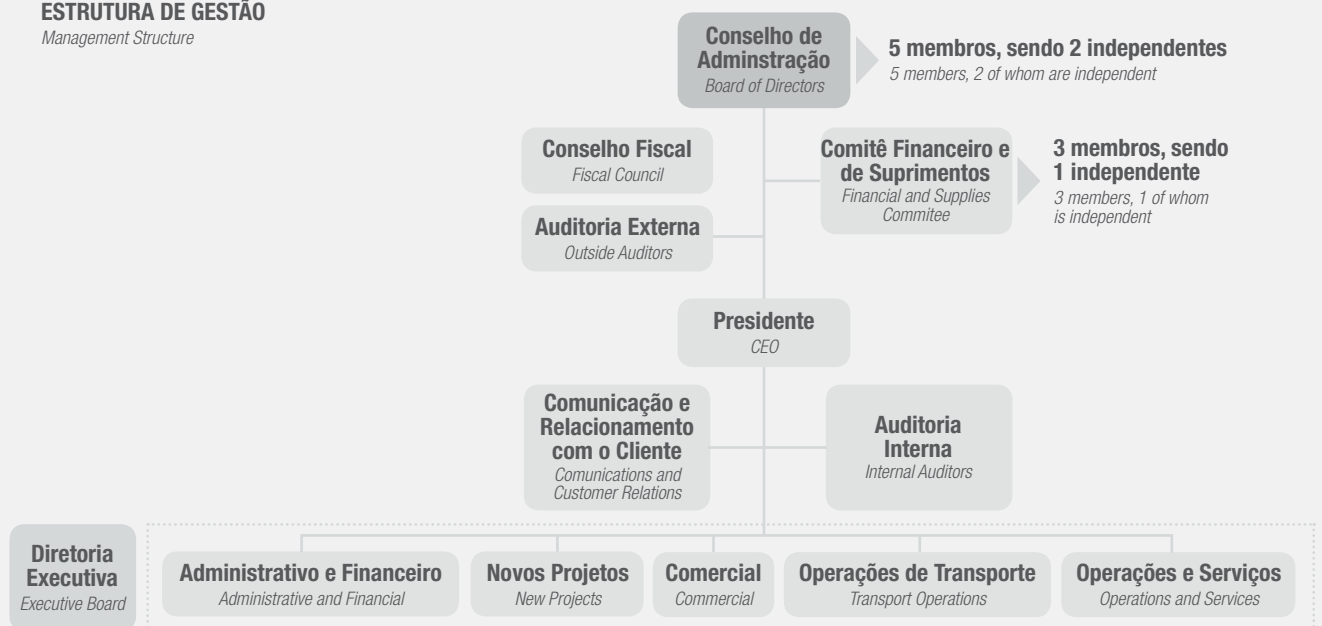 ESTRUTURA DE GESTÃO
Management Structure
Conselho de
Adminstração
Board of Directors
5 membros, sendo 2 independentes
5 members, 2 of whom are independent
Conselho Fiscal
Fiscal Council
Comitê Financeiro e
de Suprimentos
Financial and Supplies
Commitee
3 membros, sendo
1 independente
3 members, 1 of whom
is independent
Auditoria Externa
Outside Auditors
Presidente
CEO
Comunicação e
Relacionamento
com o Cliente
Comunications and
Customer Relations
Auditoria
Interna
Internal Auditors
Diretoria
Executiva
Executive Board
Administrativo e Financeiro
Administrative and Financial
Novos Projetos
New Projects
Comercial
Commercial
Operações de Transporte
Transport Operations
Operações e Serviços
Operations and Services